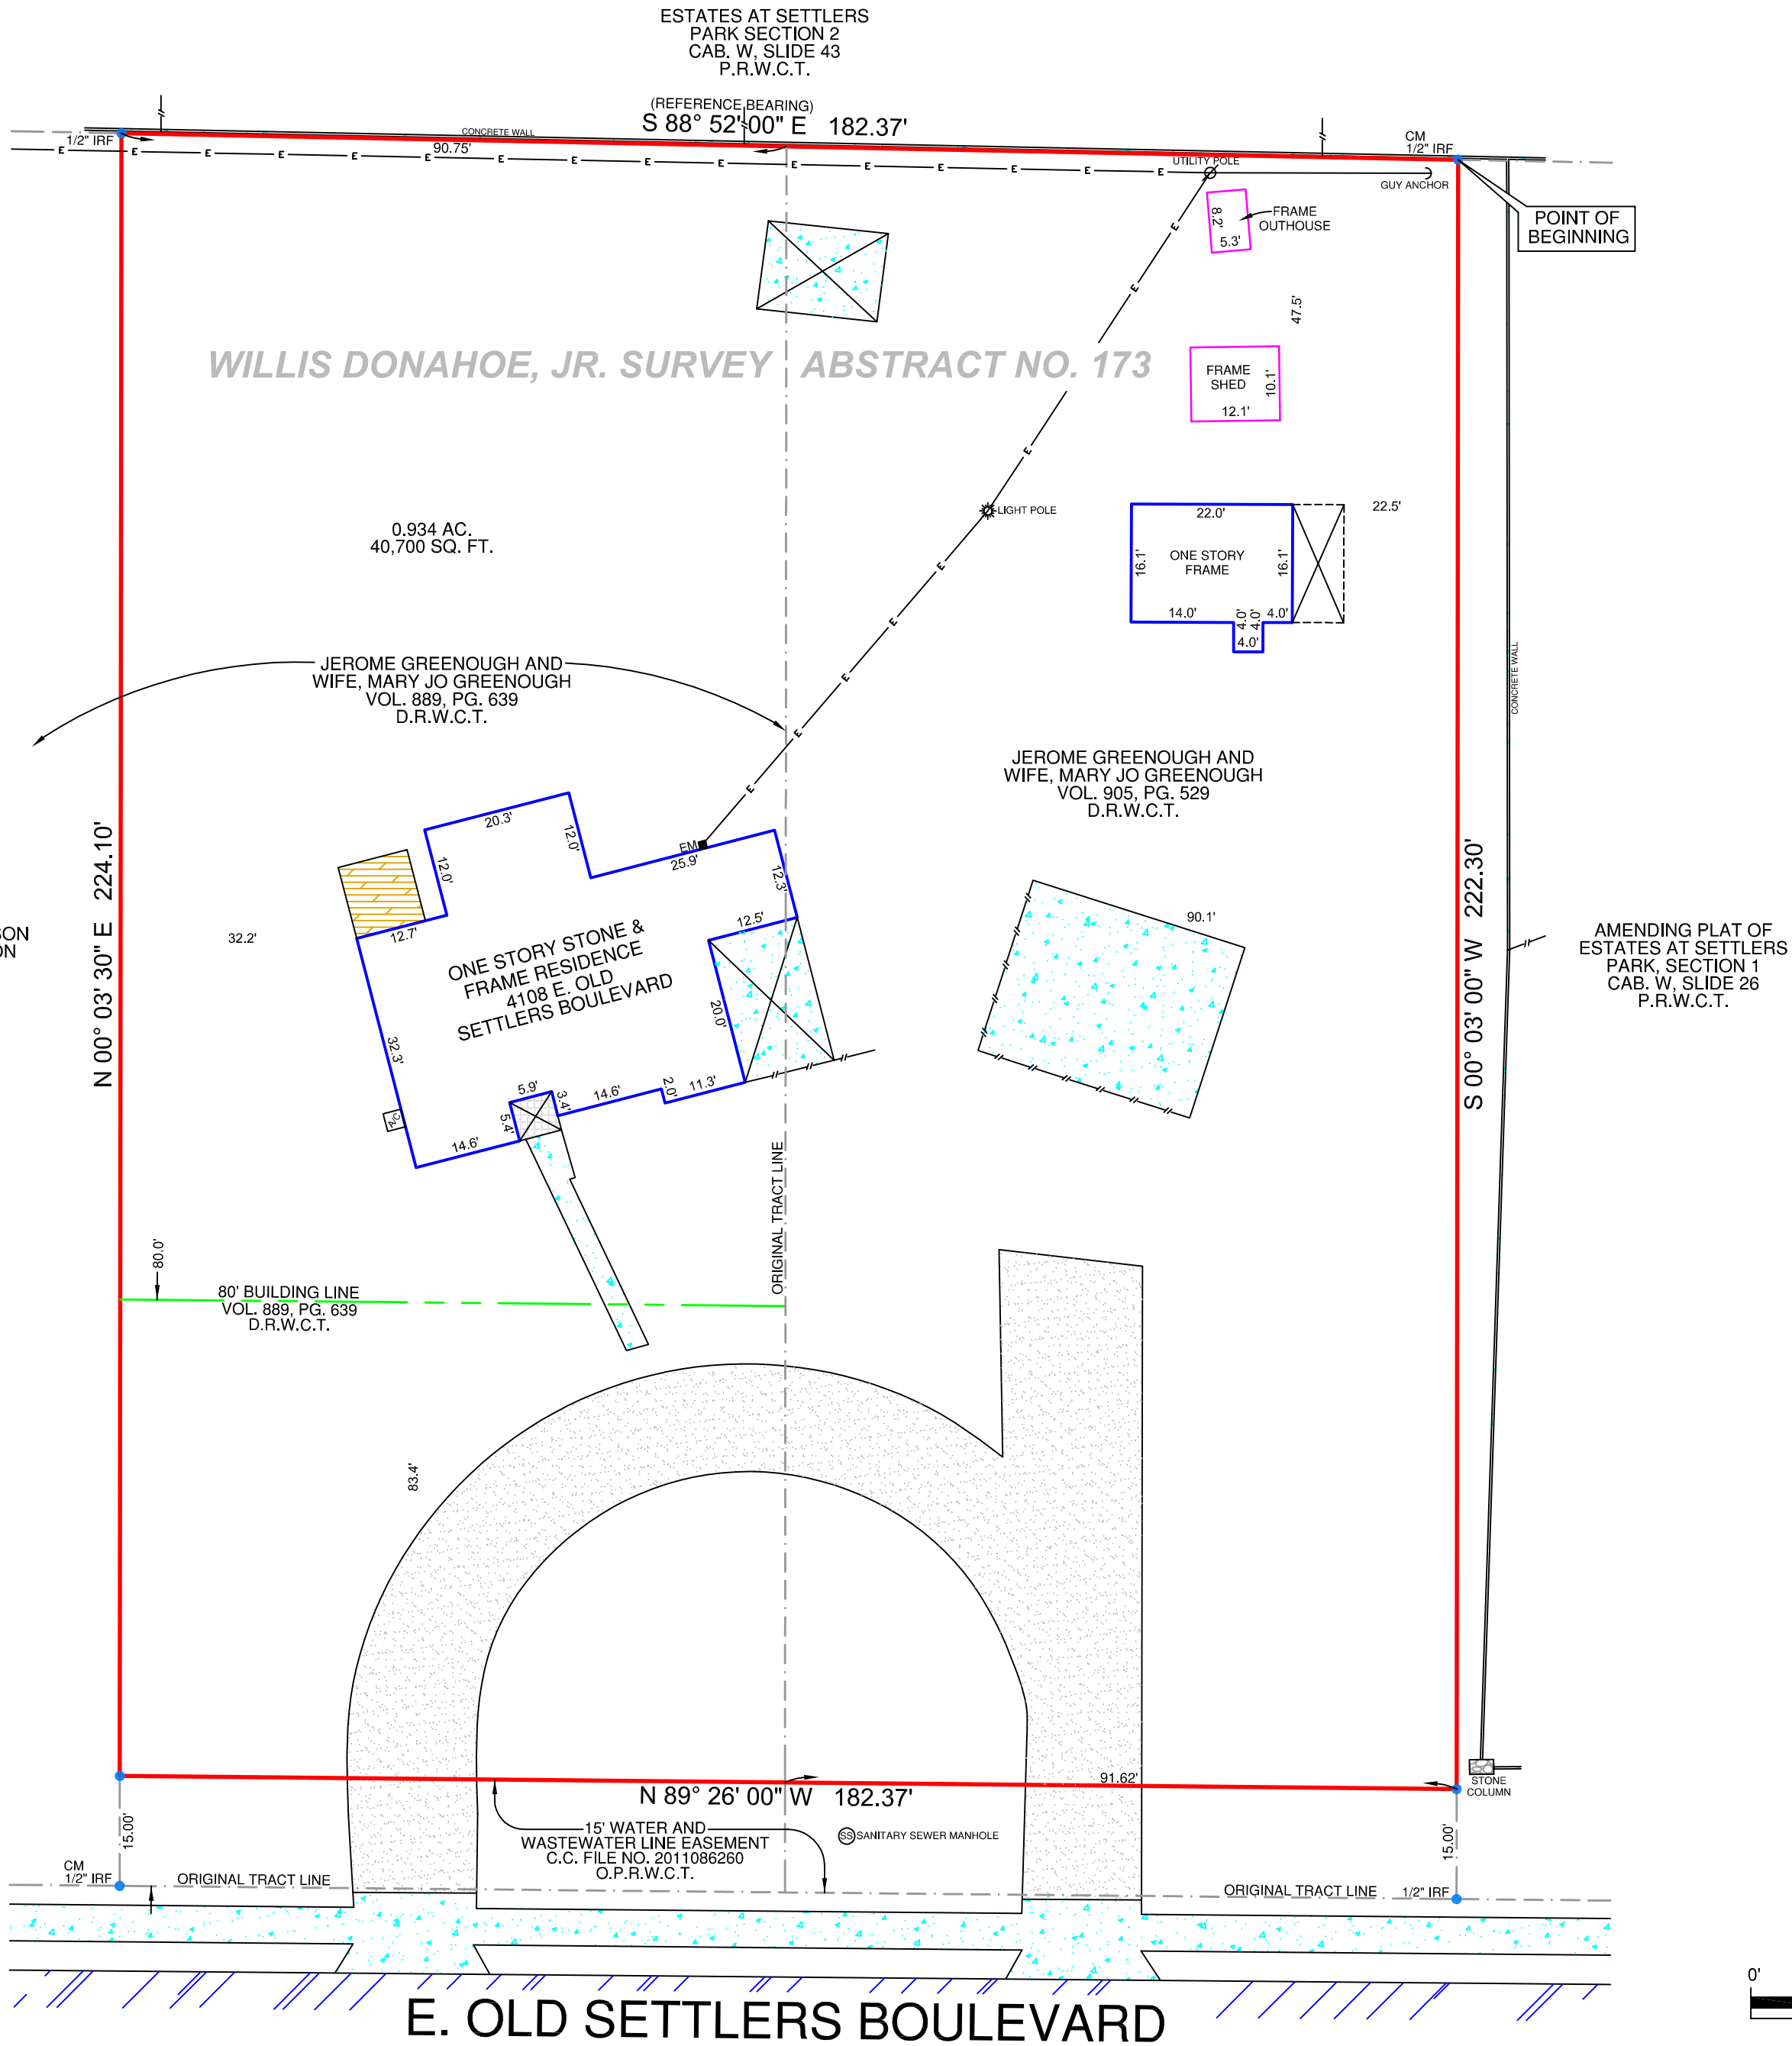 ESTATES AT SETTLERS
PARK SECTION 2
CAB. W, SLIDE 43
P.R.W.C.T.
(REFERENCE BEARING)
S 88° 52' 00" E 182.37'
1/2" IRF
CONCRETE WALL
90.75'
CM
1/2" IRF
UTILITY POLE
GUY ANCHOR
POINT OF
BEGINNING
FRAME
OUTHOUSE
8.2'
5.3'
47.5'
WILLIS DONAHOE, JR. SURVEY ABSTRACT NO. 173
FRAME
SHED
10.1'
12.1'
0.934 AC.
40,700 SQ. FT.
LIGHT POLE
22.0'
22.5'
16.1'
ONE STORY
FRAME
16.1'
14.0'
4.0'
4.0'
4.0'
4.0'
CONCRETE WALL
JEROME GREENOUGH AND
WIFE, MARY JO GREENOUGH
VOL. 889, PG. 639
D.R.W.C.T.
JEROME GREENOUGH AND
WIFE, MARY JO GREENOUGH
VOL. 905, PG. 529
D.R.W.C.T.
N 00° 03' 30" E 224.10'
S 00° 03' 00" W 222.30'
20.3'
12.0'
12.0'
EM
25.9'
12.3'
12.5'
12.7'
32.2'
90.1'
SON
ON
ONE STORY STONE &
FRAME RESIDENCE
4108 E. OLD
SETTLERS BOULEVARD
20.0'
32.3'
AMENDING PLAT OF
ESTATES AT SETTLERS
PARK, SECTION 1
CAB. W, SLIDE 26
P.R.W.C.T.
A/C
5.9'
3.4'
5.4'
14.6'
2.0'
11.3'
14.6'
ORIGINAL TRACT LINE
80.0'
80' BUILDING LINE
VOL. 889, PG. 639
D.R.W.C.T.
83.4'
91.62'
N 89° 26' 00" W 182.37'
STONE
COLUMN
15.00'
15' WATER AND
WASTEWATER LINE EASEMENT
C.C. FILE NO. 2011086260
O.P.R.W.C.T.
SS SANITARY SEWER MANHOLE
15.00'
CM
1/2" IRF
ORIGINAL TRACT LINE
ORIGINAL TRACT LINE
1/2" IRF
0'
E. OLD SETTLERS BOULEVARD
E E E E E E E E E E E E E E E E
E E E E E E E